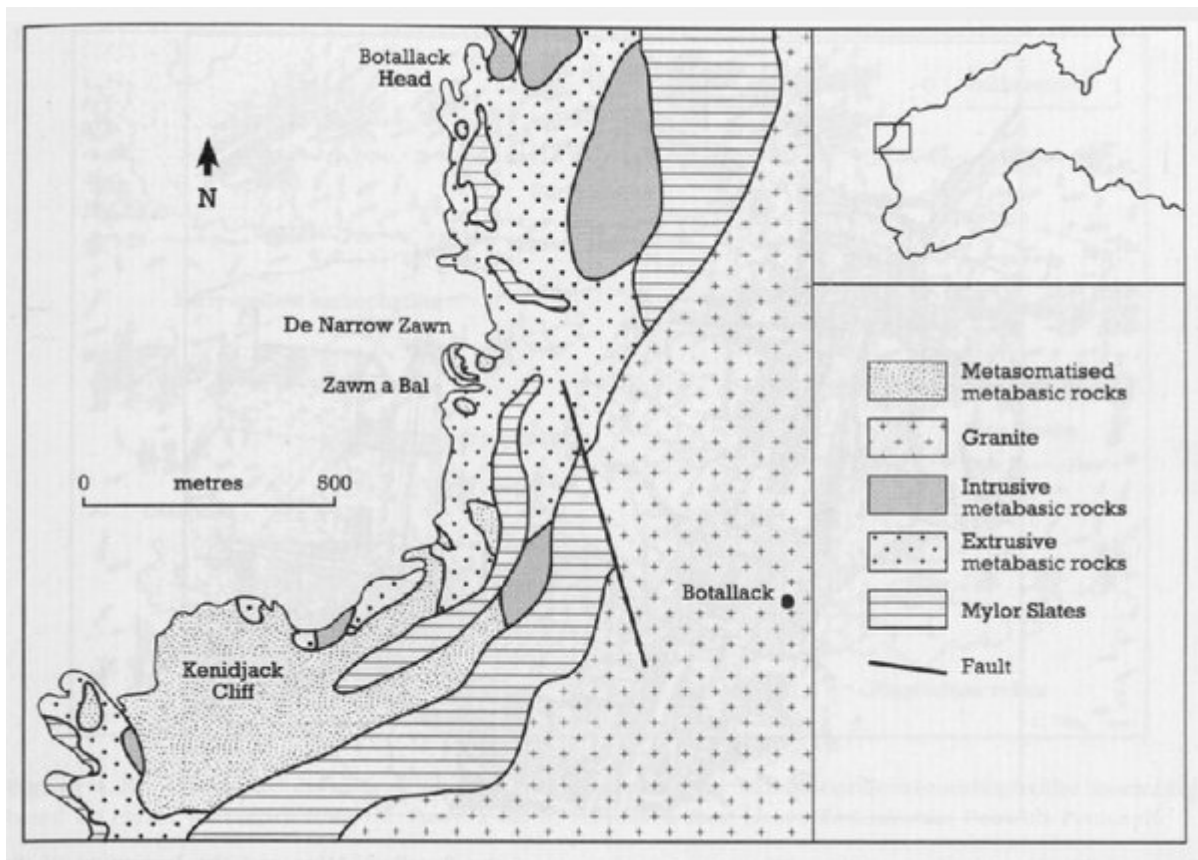 Botallack
Head
N
De Narrow Zawn
Zawn a Bal
0 metres 500
Botallack
Kenidjack
Cliff
Metasomatised
metabasic rocks
Granite
Intrusive
metabasic rocks
Extrusive
metabasic rocks
Mylor Slates
Fault